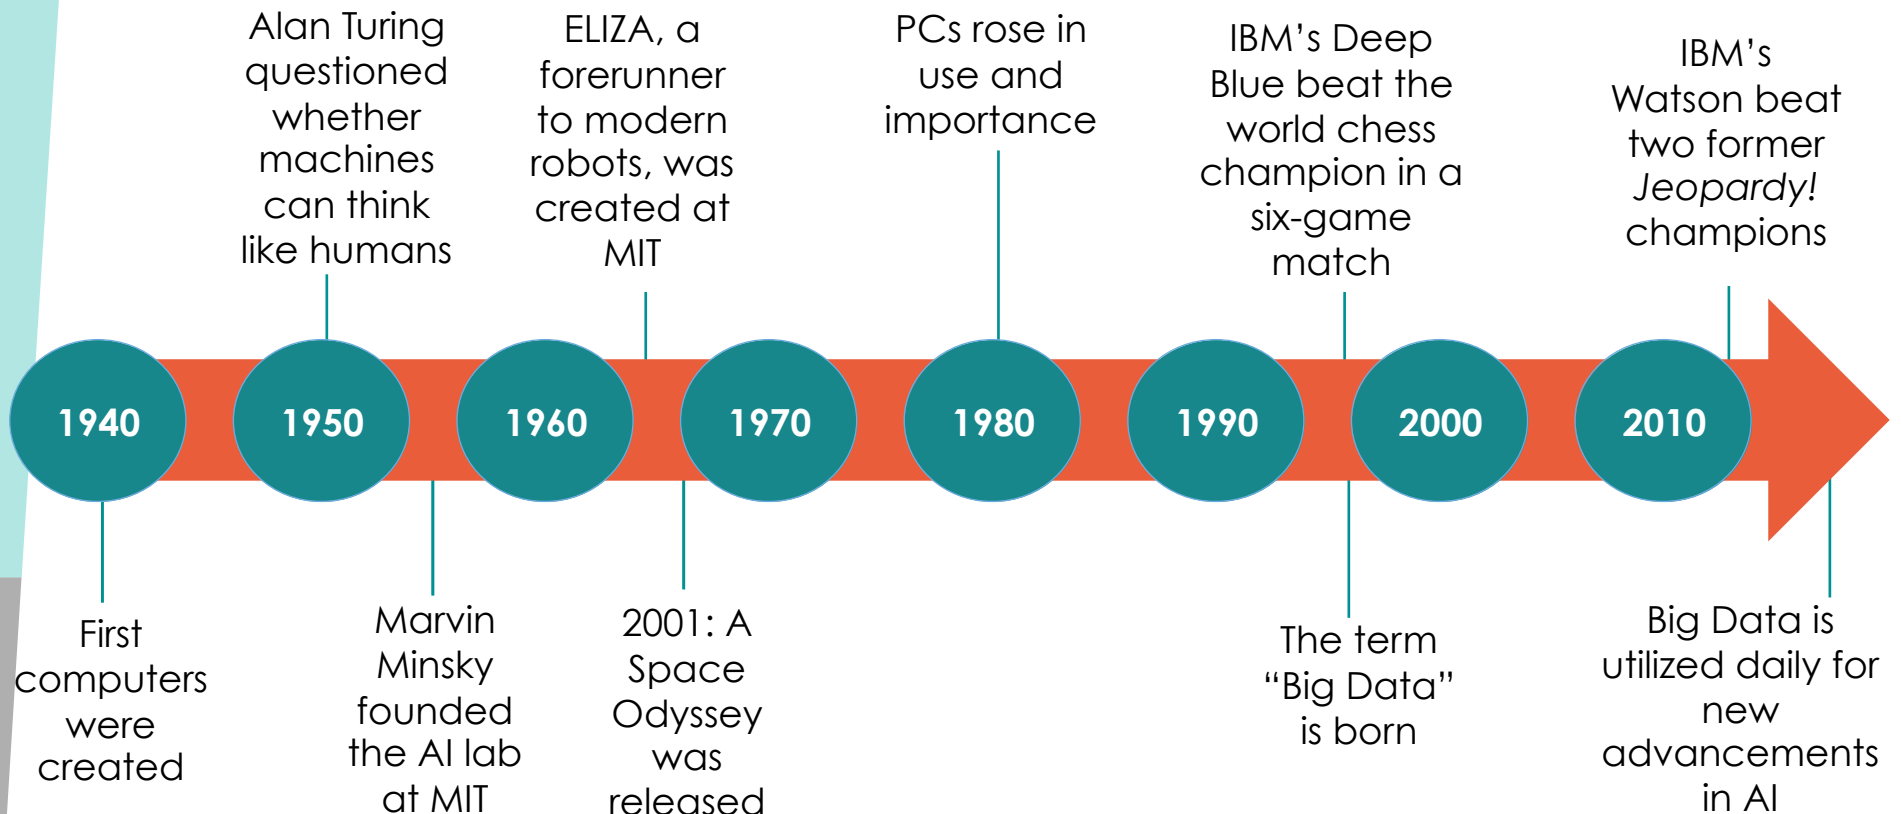 Alan Turing
questioned
whether
machines
can think
like humans
ELIZA, a
forerunner
to modern
robots, was
created at
MIT
PCs rose in
use and
importance
IBM’s Deep
Blue beat the
world chess
champion in a
six-game
match
IBM’s
Watson beat
two former
Jeopardy!
champions
1940
1950
1960
1970
1980
1990
2000
2010
First
computers
were
created
Marvin
Minsky
founded
the AI lab
at MIT
2001: A
Space
Odyssey
was
released
The term
“Big Data”
is born
Big Data is
utilized daily for
new
advancements
in AI